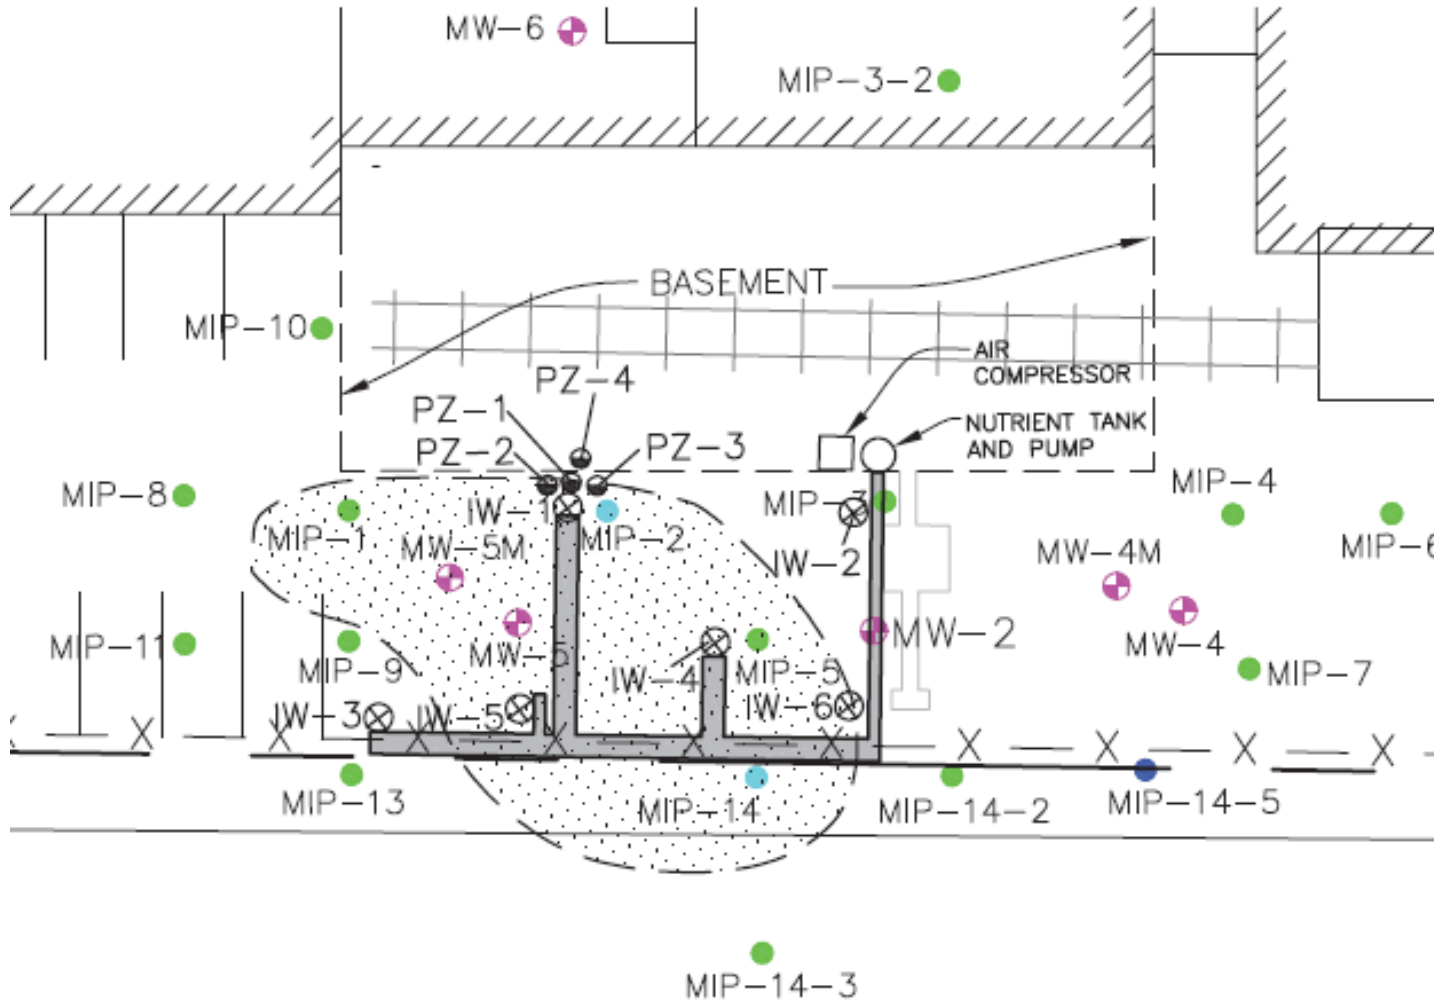 MW-6
MIP-3-2
BASEMENT
MIP-10
AIR
COMPRESSOR
PZ-4
PZ-1
NUTRIENT TANK
AND PUMP
PZ-2
PZ-3
MIP-8
MIP-4
MIP-3
IW-1
MIP-1
MIP-2
MIP-6
MW-5M
MW-4M
IW-2
MW-2
MIP-11
MW-4
MW-5
MIP-9
MIP-5
IW-4
MIP-7
IW-3
IW-5
IW-6
X X X X X X X X X X
MIP-13
MIP-14
MIP-14-2
MIP-14-5
MIP-14-3